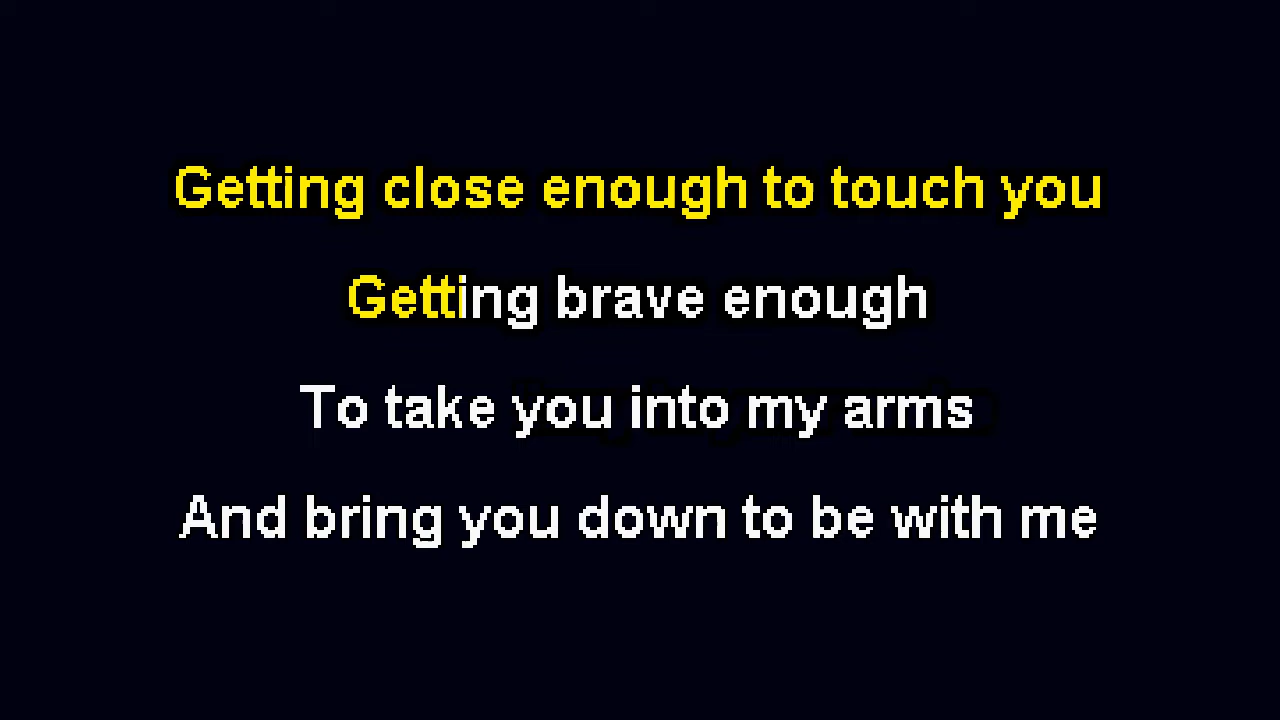 Getting close enough to touch you
Getting brave enough
To take you into my arms
And bring you down to be with me